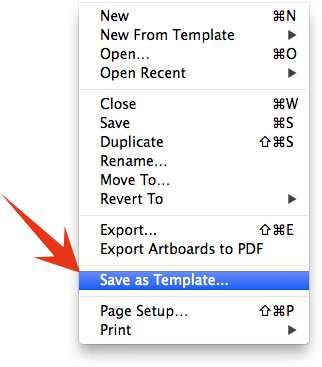 New ⌘N
New From Template ▶
Open... ⌘O
Open Recent ▶
Close ⌘W
Save ⌘S
Duplicate ⇧⌘S
Rename...
Move To...
Revert To ▶
Export... ⇧⌘E
Export Artboards to PDF
Save as Template...
Page Setup... ⇧⌘P
Print ▶